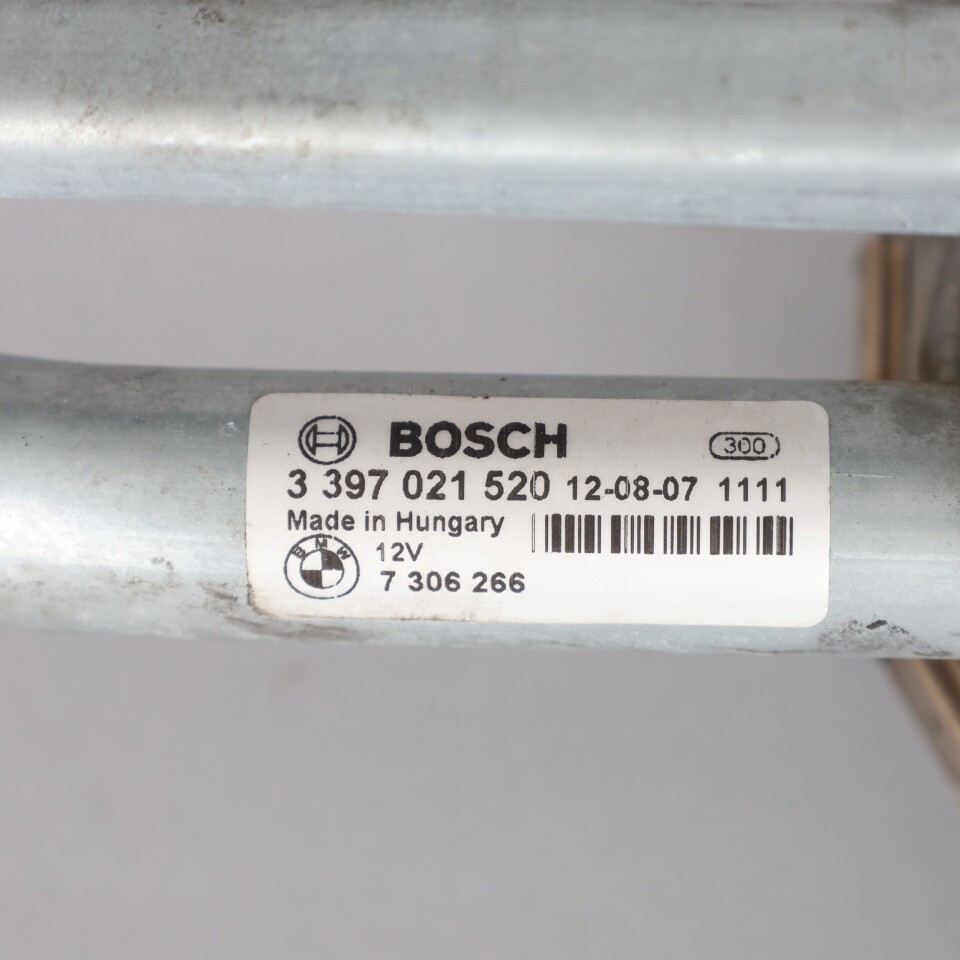 BOSCH 300
3 397 021 520 12-08-07 1111
Made in Hungary
BMW 12V
7 306 266